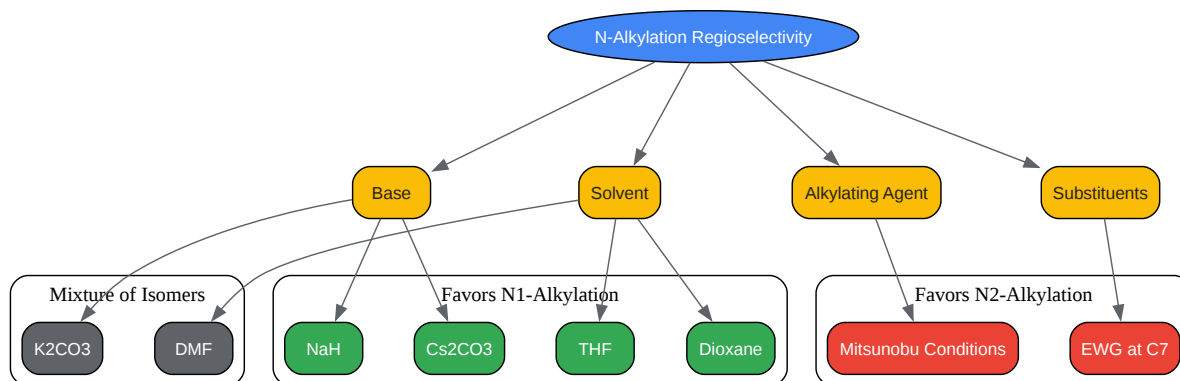 N-Alkylation Regioselectivity
Base
Solvent
Alkylating Agent
Substituents
Mixture of Isomers
Favors N1-Alkylation
Favors N2-Alkylation
K2CO3
DMF
NaH
Cs2CO3
THF
Dioxane
Mitsunobu Conditions
EWG at C7